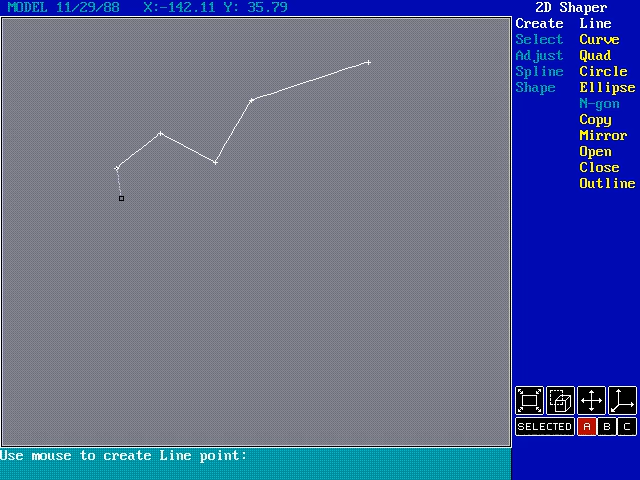 MODEL 11/29/88 X:-142.11 Y: 35.79 2D Shaper
Create Line
Select Curve
Adjust Quad
Spline Circle
Shape Ellipse
N-gon
Copy
Mirror
Open
Close
Outline
SELECTED A B C
Use mouse to create Line point: